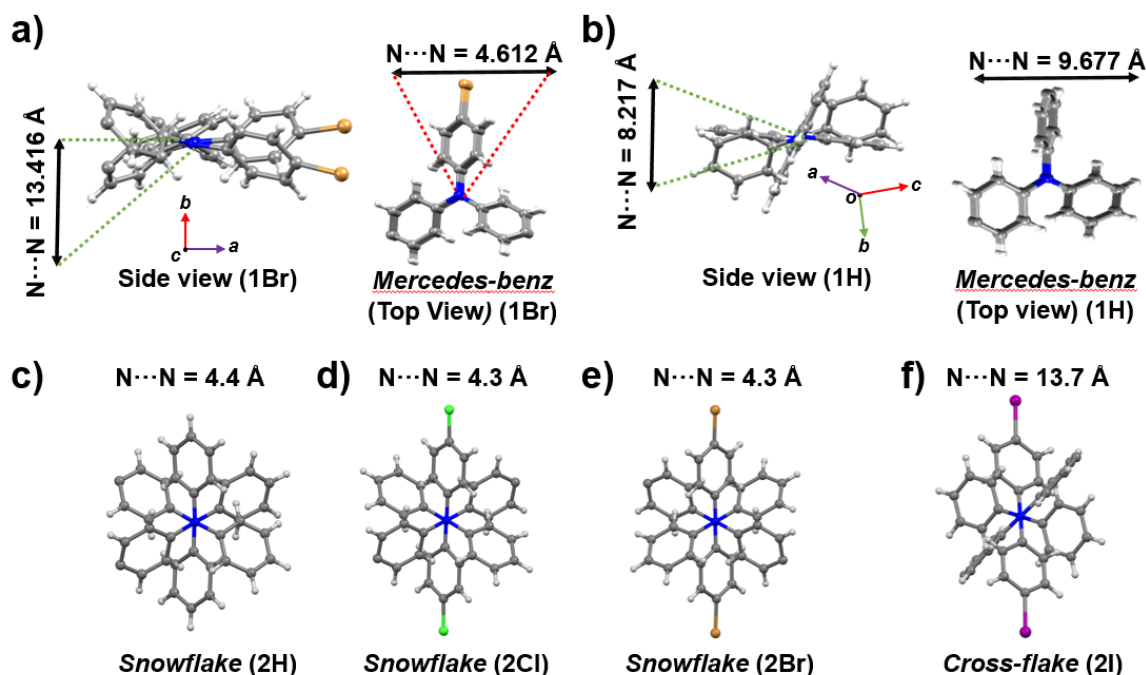 a)
N···N = 4.612 Å
N···N = 13.416 Å
b
c
a
Side view (1Br)
Mercedes-benz
(Top View) (1Br)
b)
N···N = 9.677 Å
N···N = 8.217 Å
a
o
c
b
Side view (1H)
Mercedes-benz
(Top view) (1H)
c)
N···N = 4.4 Å
d)
N···N = 4.3 Å
e)
N···N = 4.3 Å
f)
N···N = 13.7 Å
Snowflake (2H)
Snowflake (2Cl)
Snowflake (2Br)
Cross-flake (2I)